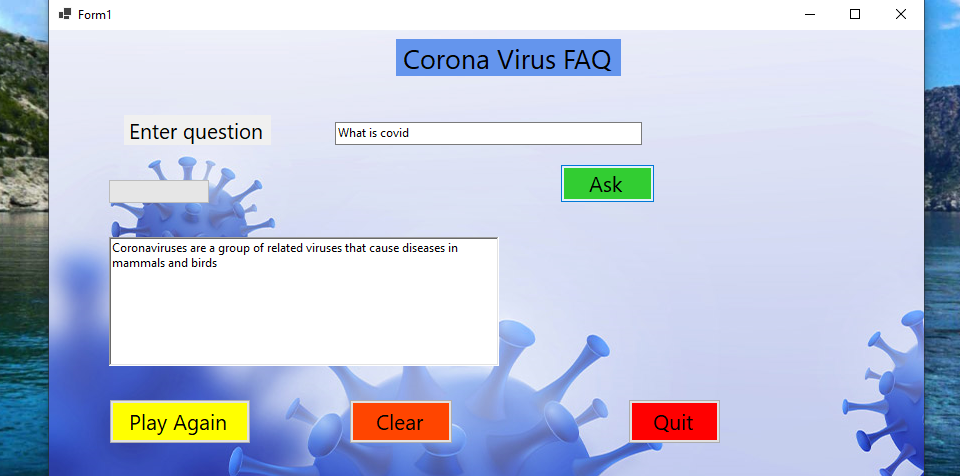 Form1
Corona Virus FAQ
Enter question
What is covid
Ask
Coronaviruses are a group of related viruses that cause diseases in
mammals and birds
Play Again
Clear
Quit